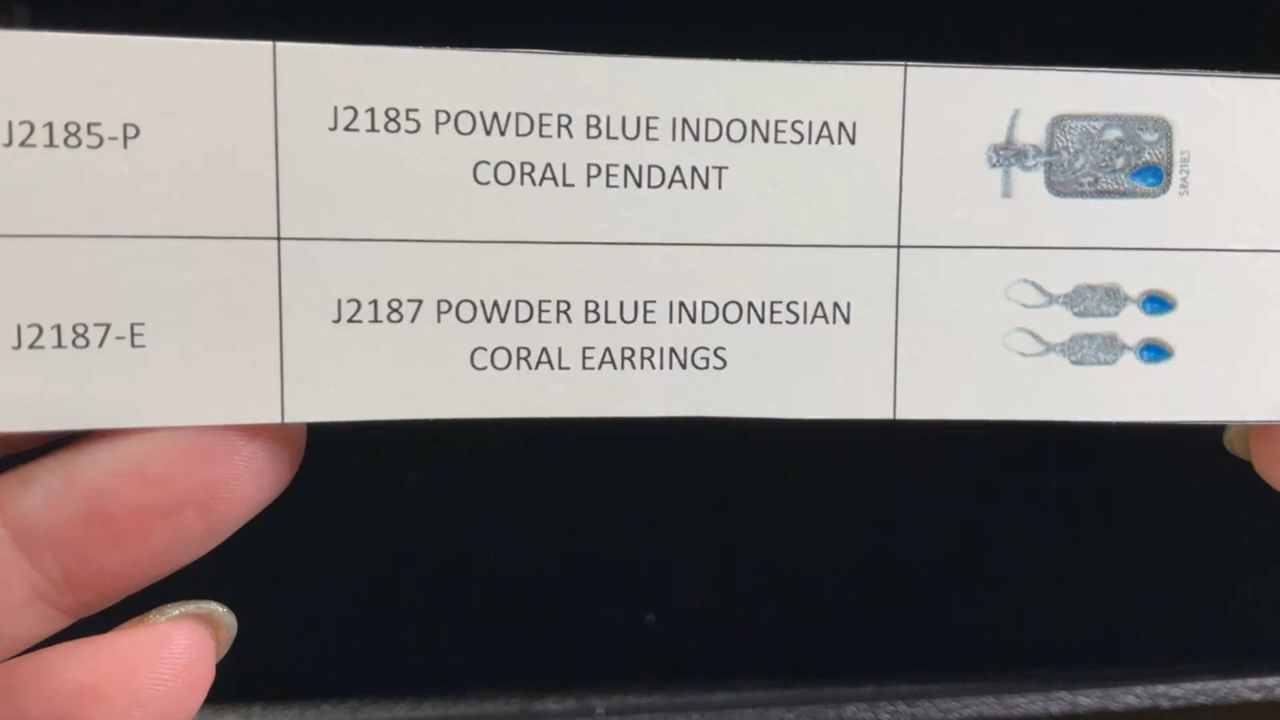 J2185-P
J2185 POWDER BLUE INDONESIAN
CORAL PENDANT
SRA2185
J2187-E
J2187 POWDER BLUE INDONESIAN
CORAL EARRINGS